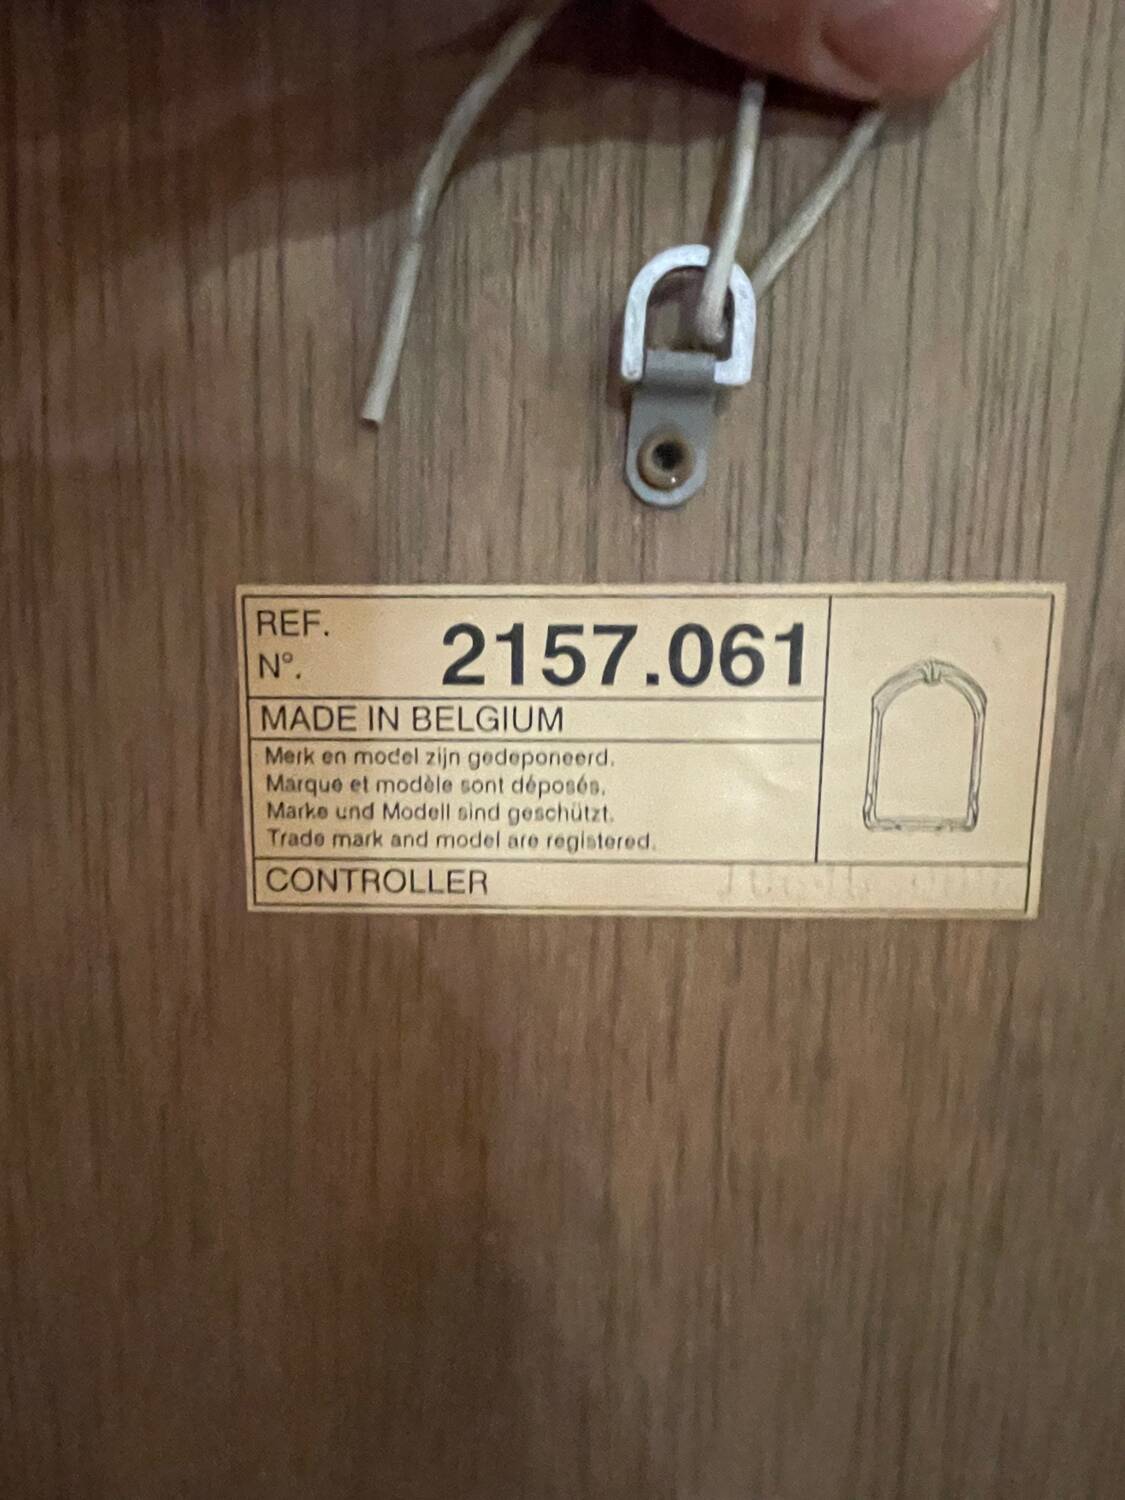 REF.
N°. 2157.061
MADE IN BELGIUM
Merk en model zijn gedeponeerd.
Marque et modèle sont déposés.
Marke und Modell sind geschützt.
Trade mark and model are registered.
CONTROLLER